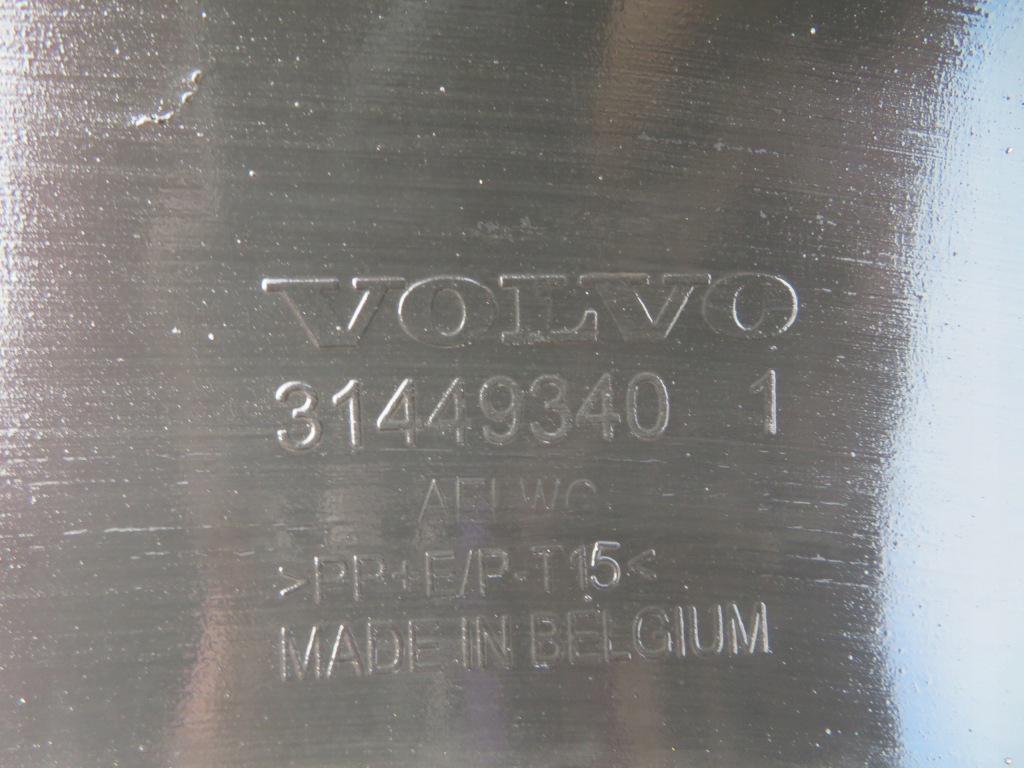 VOLVO
31449340 1
>PP+E/P-T15<
MADE IN BELGIUM